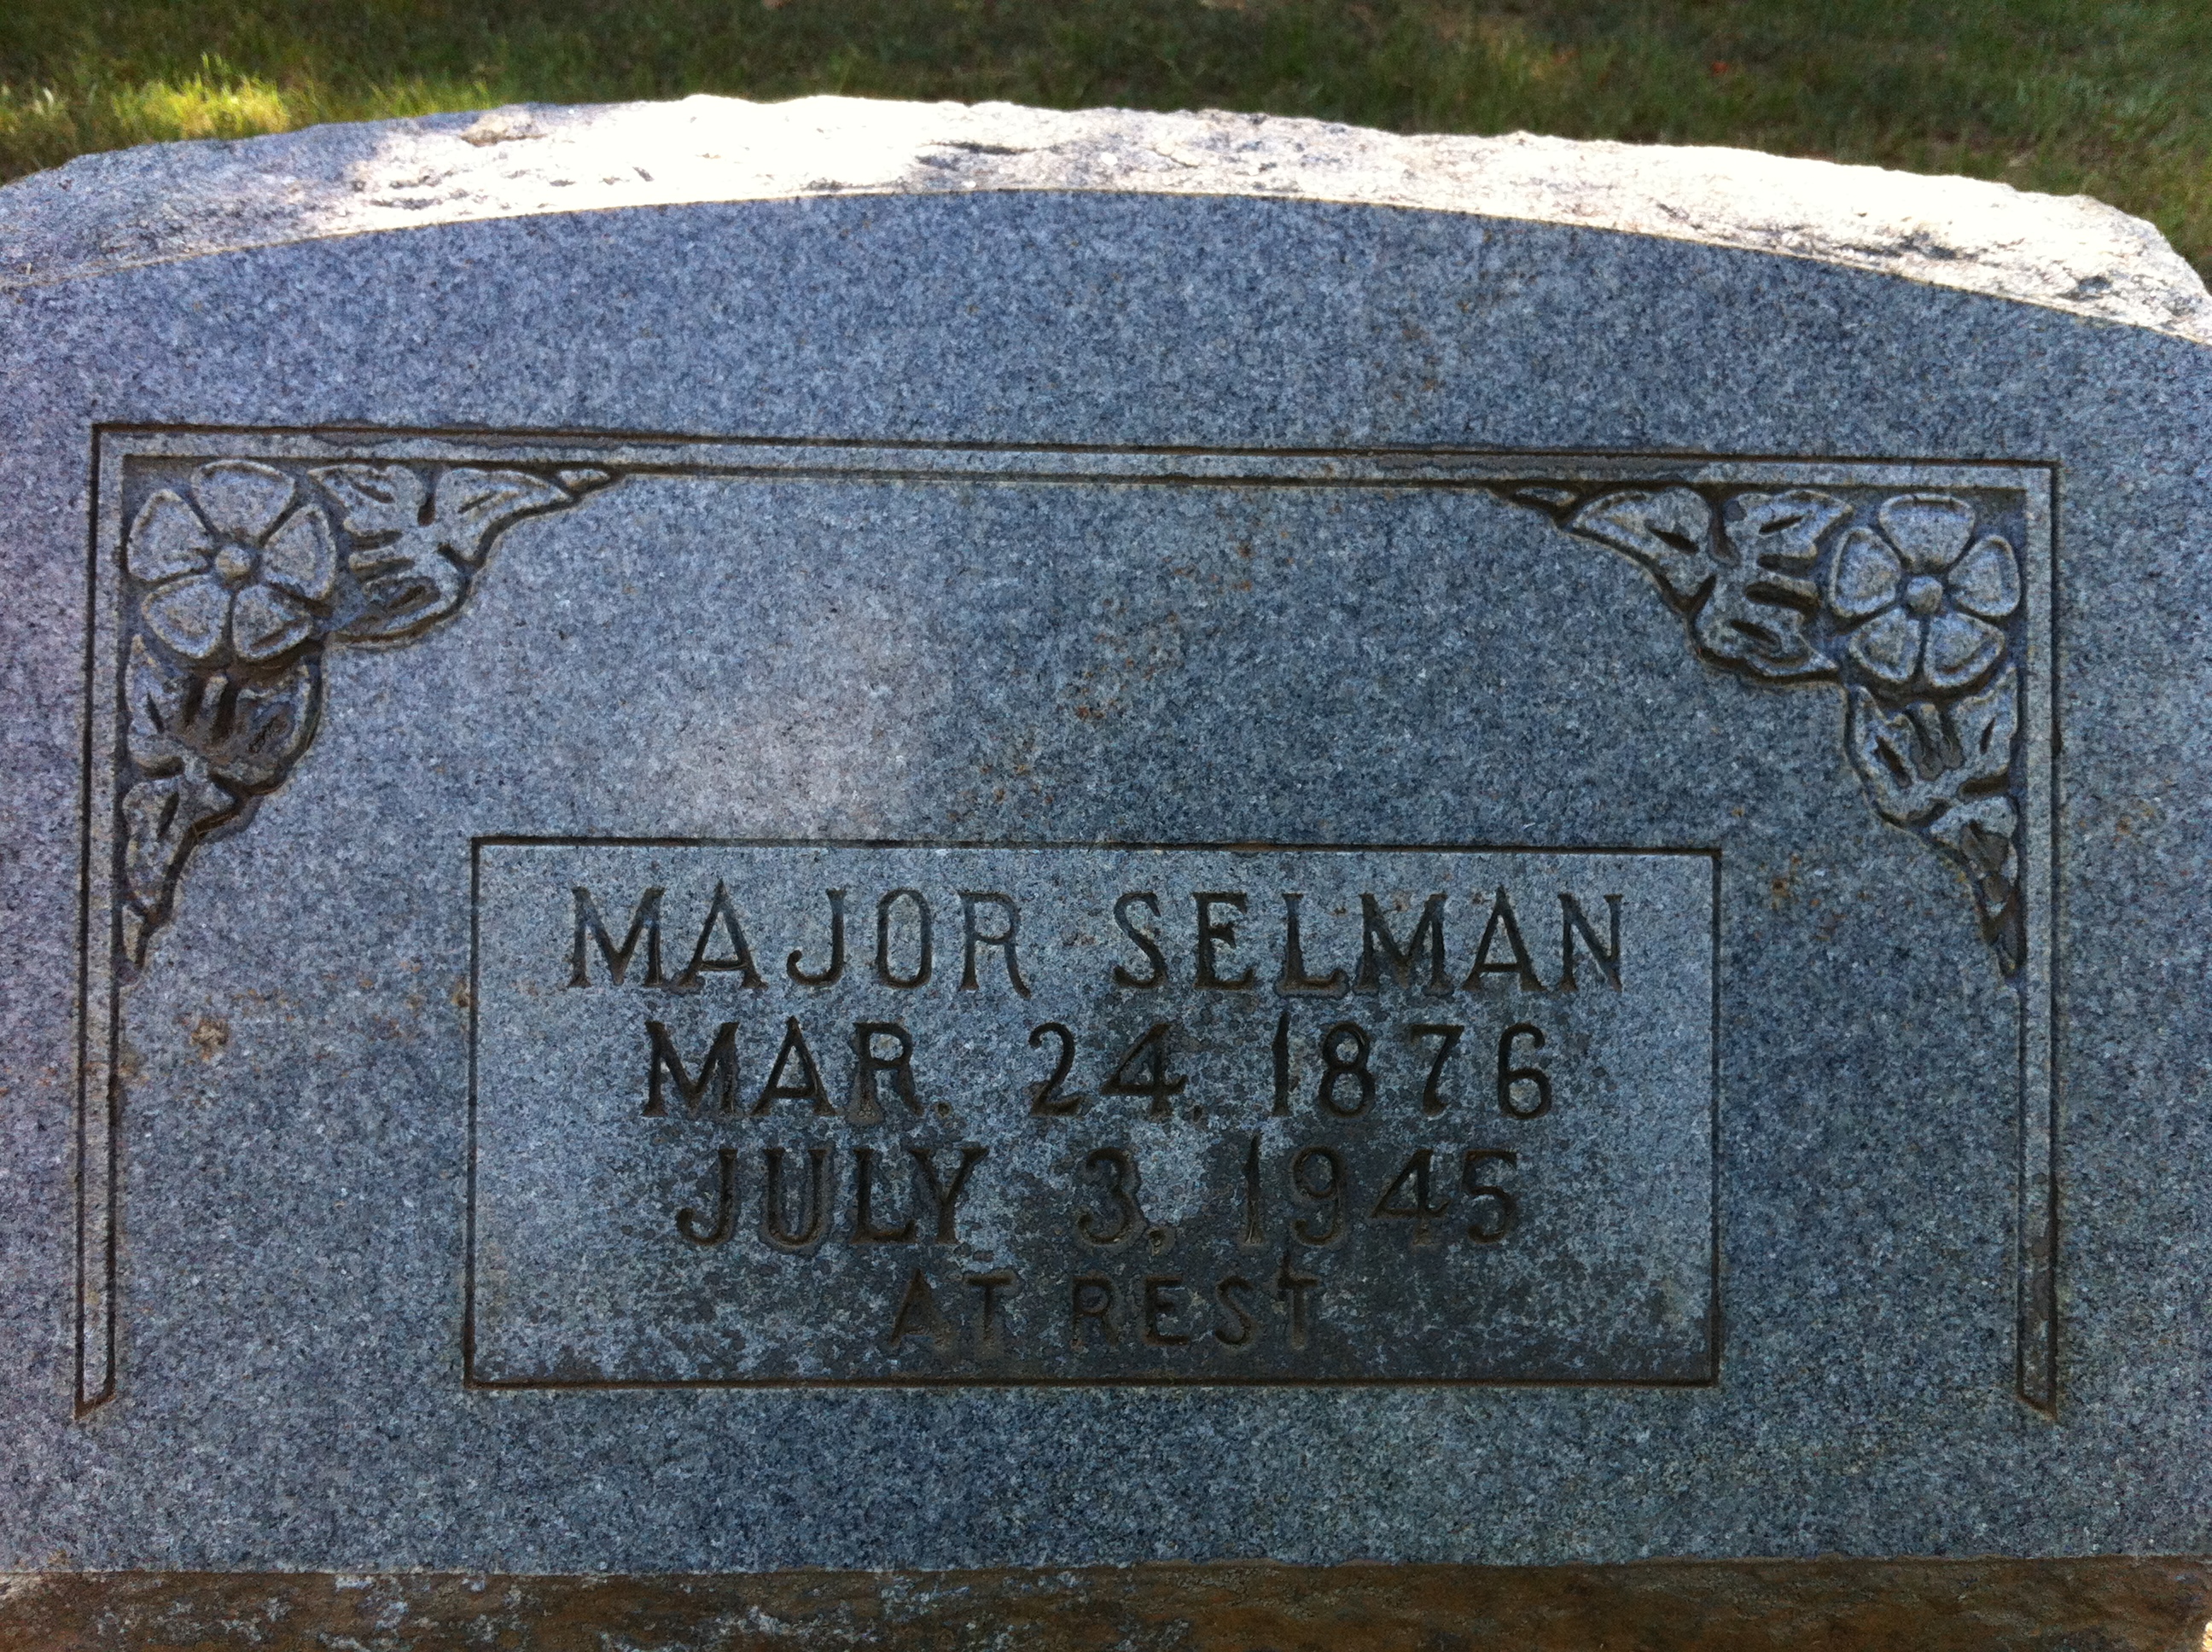 MAJOR SELMAN
MAR. 24, 1876
JULY 3, 1945
AT REST